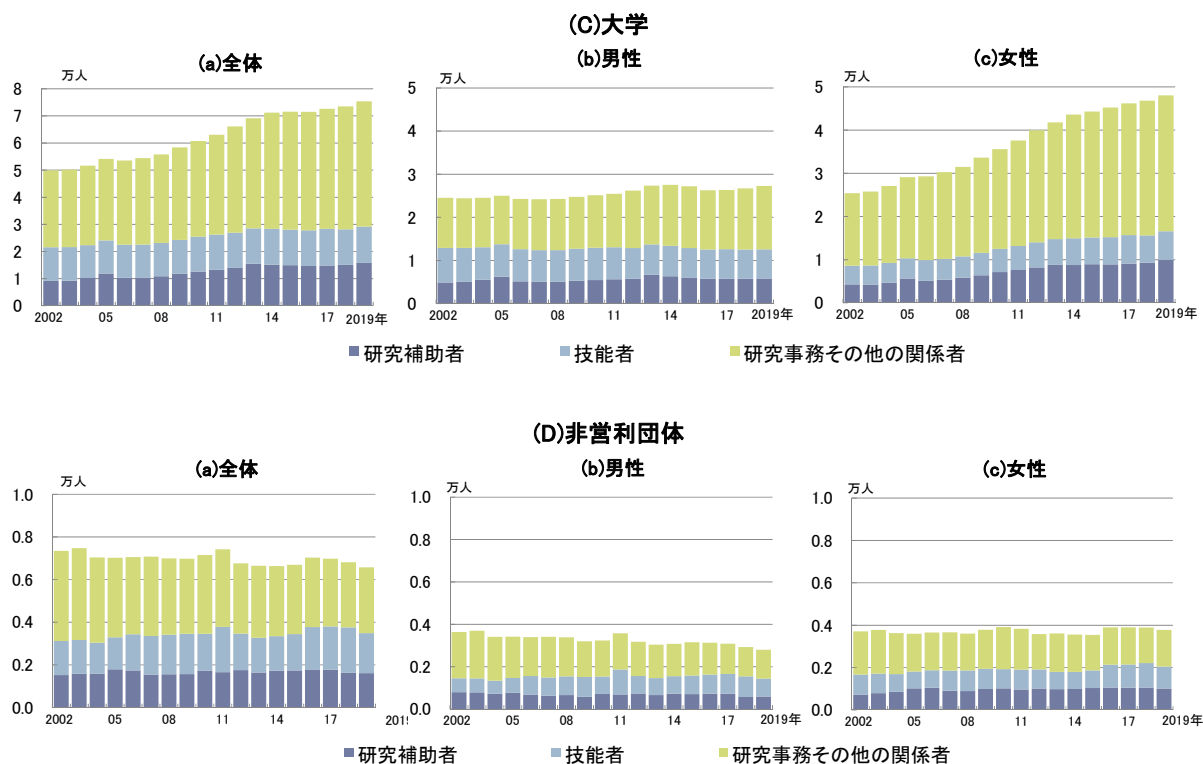 (C)大学
(a)全体
(b)男性
(c)女性
万人
万人
万人
8
7
6
5
4
3
2
1
0
2002 05 08 11 14 17 2019年
5
4
3
2
1
0
2002 05 08 11 14 17 2019年
5
4
3
2
1
0
2002 05 08 11 14 17 2019年
研究補助者 技能者 研究事務その他の関係者
(D)非営利団体
(a)全体
(b)男性
(c)女性
万人
万人
万人
1.0
0.8
0.6
0.4
0.2
0.0
2002 05 08 11 14 17 2019
1.0
0.8
0.6
0.4
0.2
0.0
2002 05 08 11 14 17 2019年
1.0
0.8
0.6
0.4
0.2
0.0
2002 05 08 11 14 17 2019年
研究補助者 技能者 研究事務その他の関係者